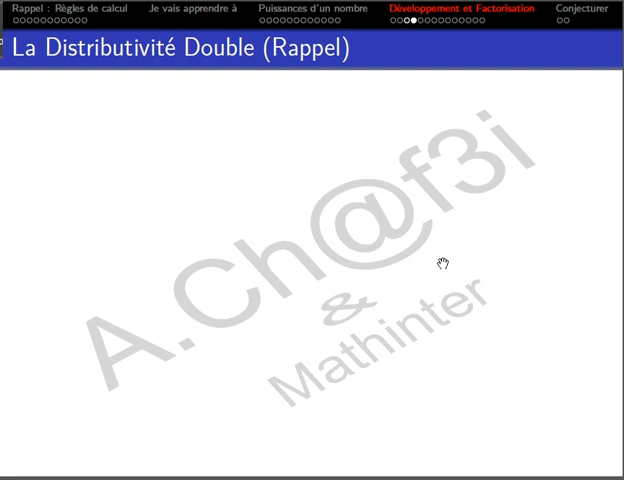 Rappel : Règles de calcul Je vais apprendre à Puissances d'un nombre Développement et Factorisation Conjecturer
La Distributivité Double (Rappel)
A.Ch@f3i
&
Mathinter